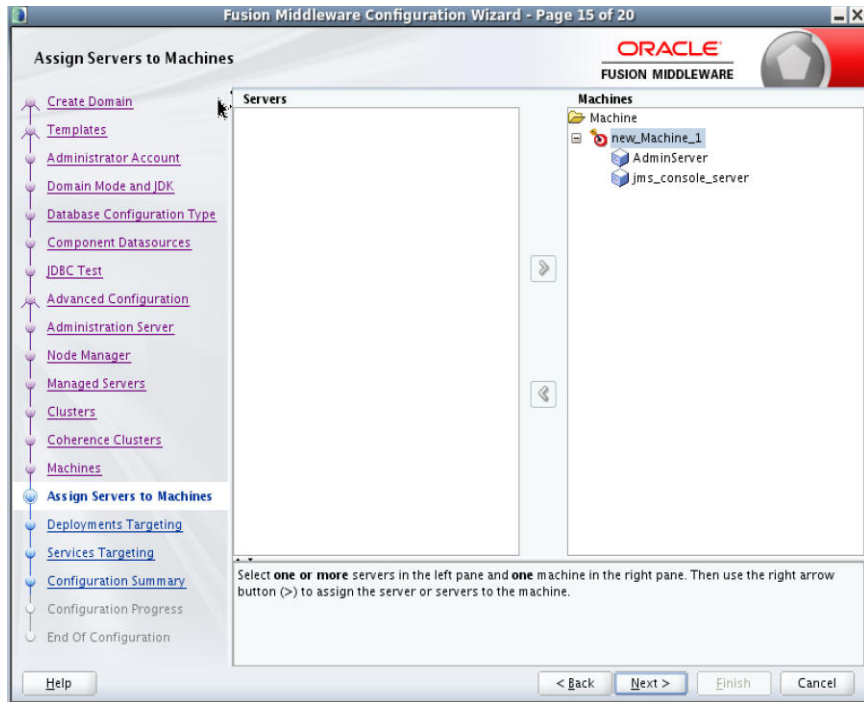 Fusion Middleware Configuration Wizard - Page 15 of 20
Assign Servers to Machines
ORACLE
FUSION MIDDLEWARE
Create Domain
Templates
Administrator Account
Domain Mode and JDK
Database Configuration Type
Component Datasources
JDBC Test
Advanced Configuration
Administration Server
Node Manager
Managed Servers
Clusters
Coherence Clusters
Machines
Assign Servers to Machines
Deployments Targeting
Services Targeting
Configuration Summary
Configuration Progress
End Of Configuration
Servers
Machines
Machine
new_Machine_1
AdminServer
jms_console_server
Select one or more servers in the left pane and one machine in the right pane. Then use the right arrow
button (>) to assign the server or servers to the machine.
Help
< Back
Next >
Finish
Cancel